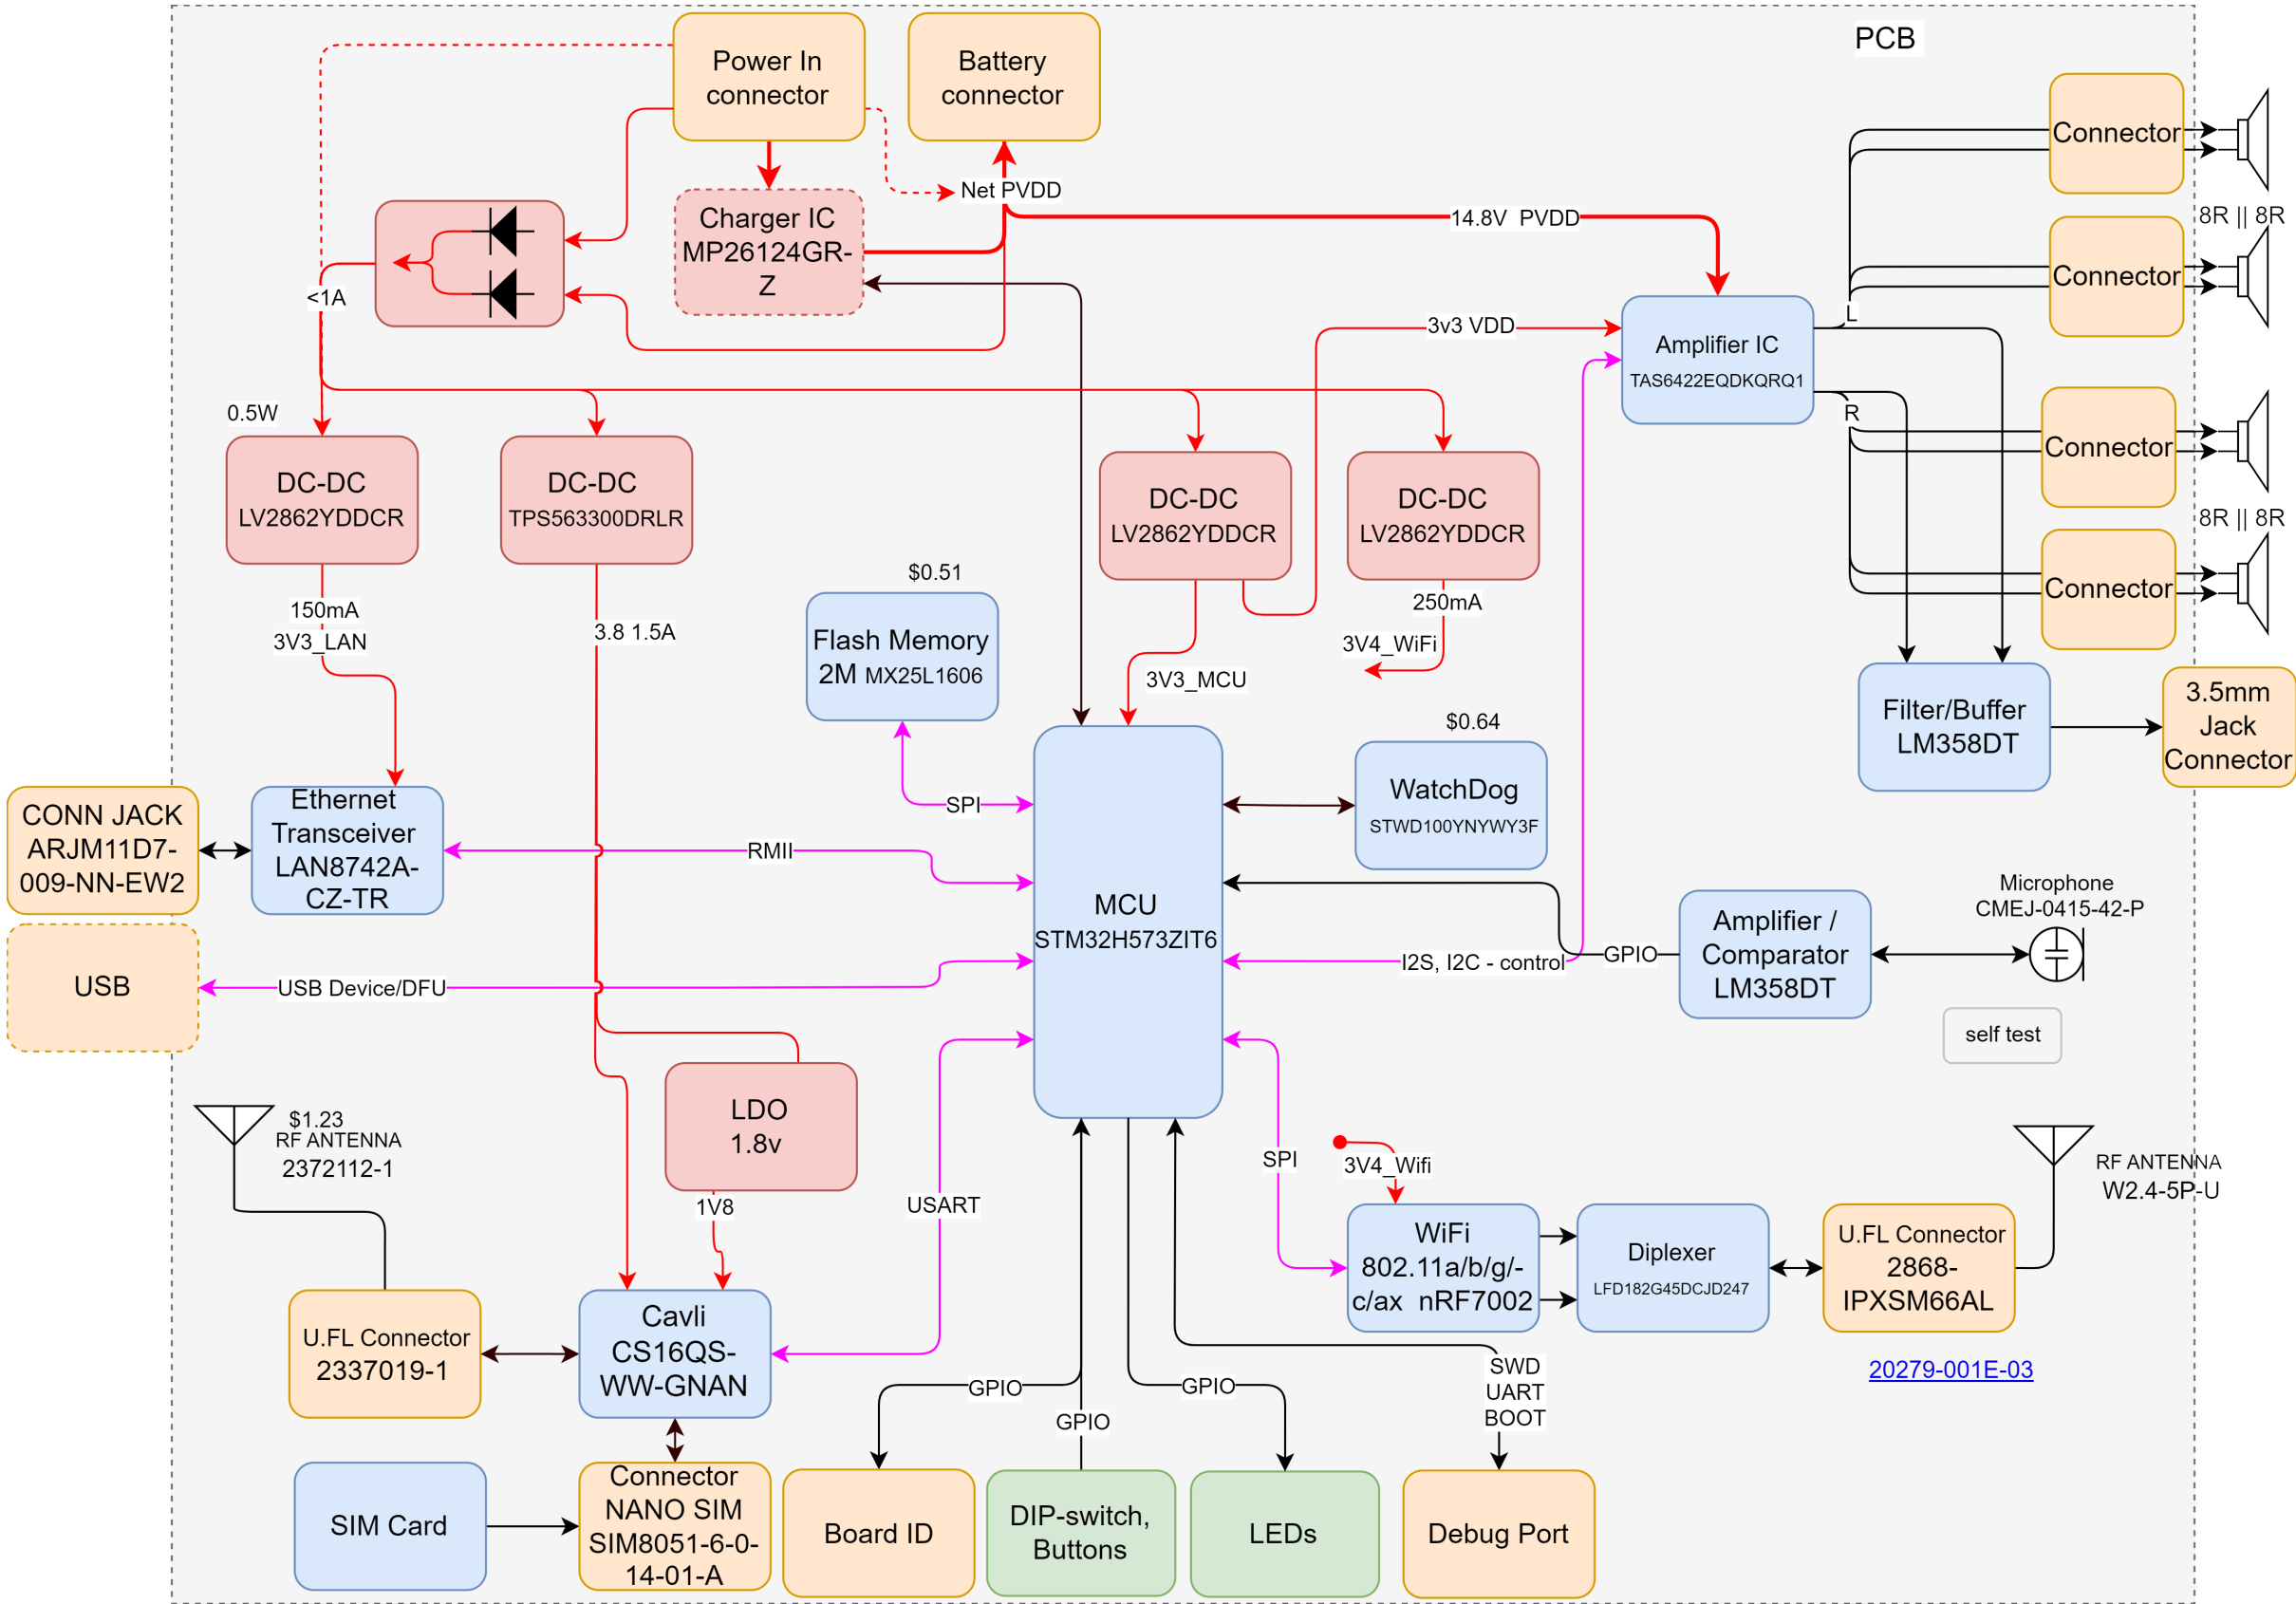 PCB
Power In
connector
Battery
connector
Net PVDD
Charger IC
MP26124GR-
Z
14.8V  PVDD
<1A
3v3 VDD
Amplifier IC
TAS6422EQDKQRQ1
L
R
Connector
8R || 8R
Connector
Connector
8R || 8R
Connector
0.5W
DC-DC
LV2862YDDCR
DC-DC
TPS563300DRLR
DC-DC
LV2862YDDCR
DC-DC
LV2862YDDCR
150mA
3V3_LAN
3.8 1.5A
$0.51
Flash Memory
2M MX25L1606
3V3_MCU
250mA
3V4_WiFi
Filter/Buffer
LM358DT
3.5mm
Jack
Connector
$0.64
WatchDog
STWD100YNYWY3F
SPI
CONN JACK
ARJM11D7-
009-NN-EW2
Ethernet
Transceiver
LAN8742A-
CZ-TR
RMII
MCU
STM32H573ZIT6
I2S, I2C - control
GPIO
Amplifier /
Comparator
LM358DT
Microphone
CMEJ-0415-42-P
self test
USB
USB Device/DFU
LDO
1.8v
1V8
USART
SPI
3V4_Wifi
$1.23
RF ANTENNA
2372112-1
WiFi
802.11a/b/g/-
c/ax  nRF7002
Diplexer
LFD182G45DCJD247
U.FL Connector
2868-
IPXSM66AL
RF ANTENNA
W2.4-5P-U
20279-001E-03
U.FL Connector
2337019-1
Cavli
CS16QS-
WW-GNAN
GPIO
GPIO
GPIO
SWD
UART
BOOT
SIM Card
Connector
NANO SIM
SIM8051-6-0-
14-01-A
Board ID
DIP-switch,
Buttons
LEDs
Debug Port